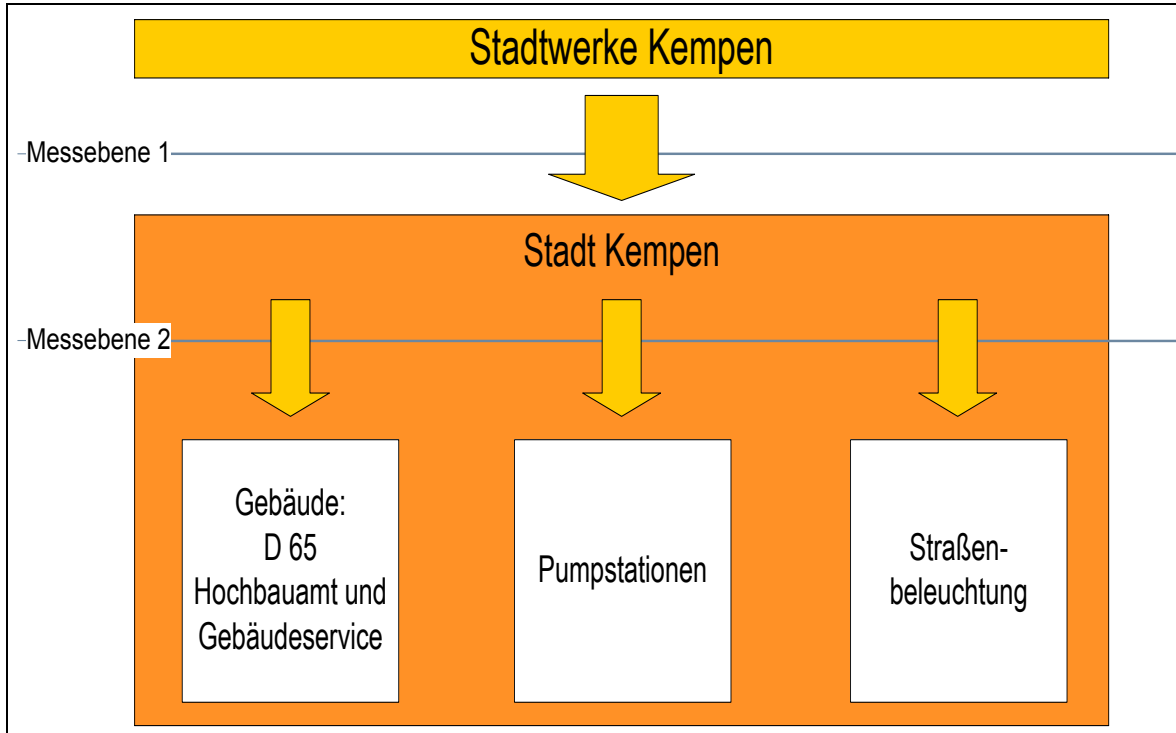 Stadtwerke Kempen
Messebene 1
Stadt Kempen
Messebene 2
Gebäude:
D 65
Hochbauamt und
Gebäudeservice
Pumpstationen
Straßen-
beleuchtung